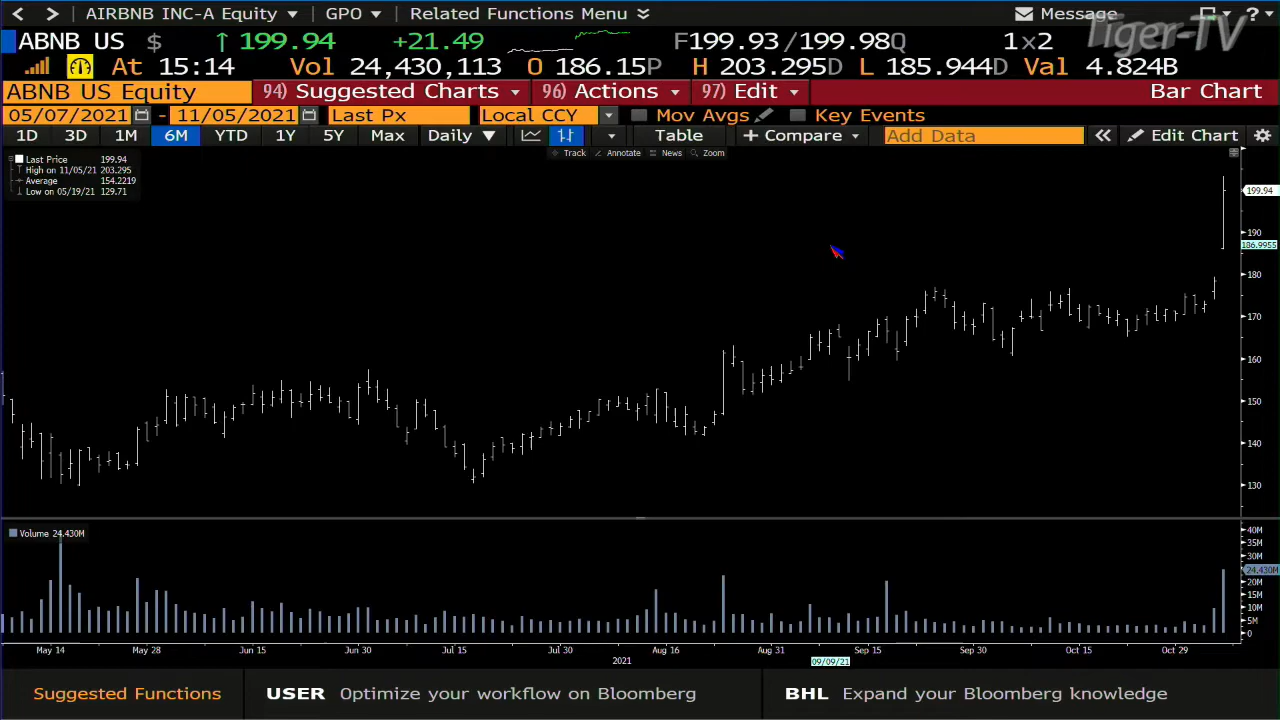 AIRBNB INC-A Equity GPO Related Functions Menu Message ?
Tiger-TV
ABNB US $ ↑ 199.94 +21.49 F199.93 /199.98Q 1x2
At 15:14 Vol 24,430,113 O 186.15P H 203.295D L 185.944D Val 4.824B
ABNB US Equity 94) Suggested Charts 96) Actions 97) Edit Bar Chart
05/07/2021 - 11/05/2021 Last Px Local CCY Mov Avgs Key Events
1D 3D 1M 6M YTD 1Y 5Y Max Daily ▼ Table + Compare Add Data « Edit Chart
Track Annotate News Zoom
Last Price 199.94
High on 11/05/21 203.295
Average 154.2219
Low on 05/19/21 129.71
199.94
190
186.9955
180
170
160
150
140
130
Volume 24.430M
40M
35M
30M
24.430M
20M
15M
10M
5M
0
May 14 May 28 Jun 15 Jun 30 Jul 15 Jul 30 Aug 16 Aug 31 Sep 15 Sep 30 Oct 15 Oct 29
2021 09/09/21
Suggested Functions USER Optimize your workflow on Bloomberg BHL Expand your Bloomberg knowledge